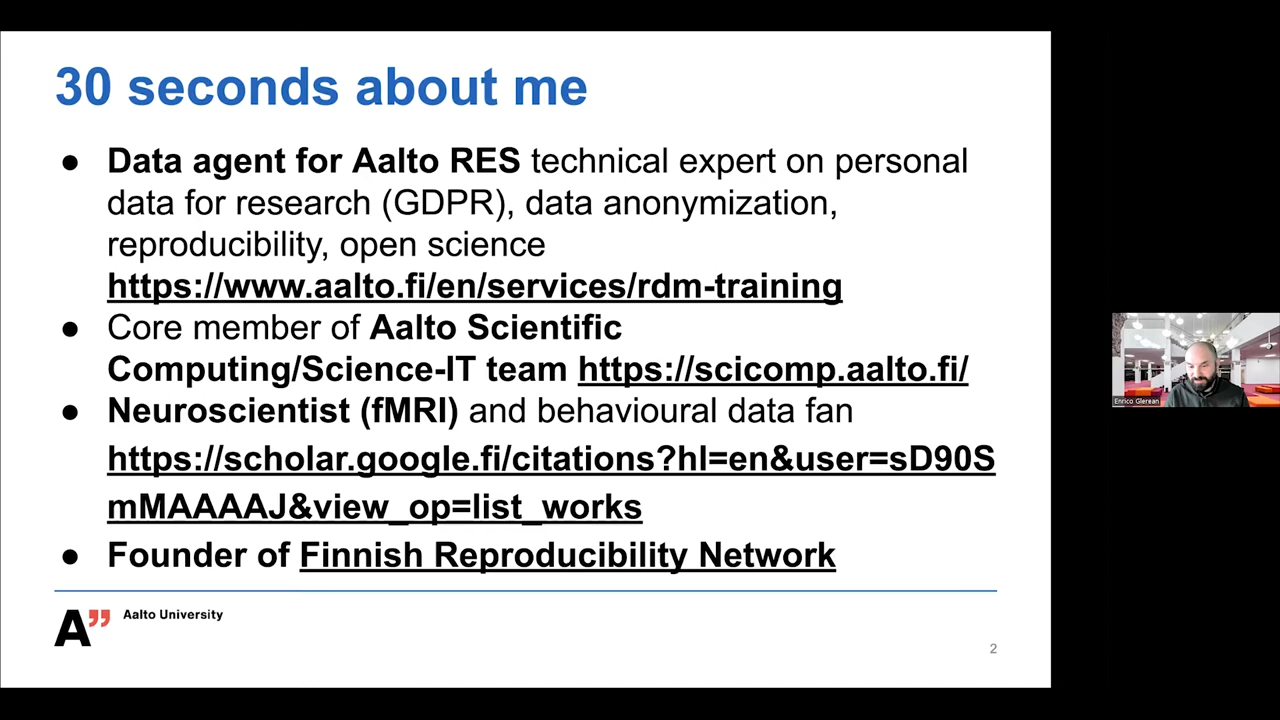 30 seconds about me
● Data agent for Aalto RES technical expert on personal
data for research (GDPR), data anonymization,
reproducibility, open science
https://www.aalto.fi/en/services/rdm-training
● Core member of Aalto Scientific
Computing/Science-IT team https://scicomp.aalto.fi/
● Neuroscientist (fMRI) and behavioural data fan
https://scholar.google.fi/citations?hl=en&user=sD90S
mMAAAAJ&view_op=list_works
● Founder of Finnish Reproducibility Network
A” Aalto University
2
Enrico Glerean